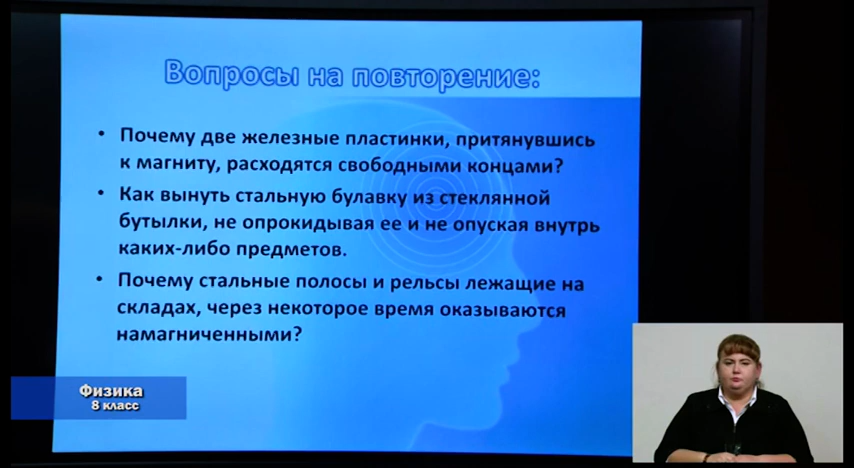 Вопросы на повторение:
• Почему две железные пластинки, притянувшись
к магниту, расходятся свободными концами?
• Как вынуть стальную булавку из стеклянной
бутылки, не опрокидывая ее и не опуская внутрь
каких-либо предметов.
• Почему стальные полосы и рельсы лежащие на
складах, через некоторое время оказываются
намагниченными?
Физика
8 класс